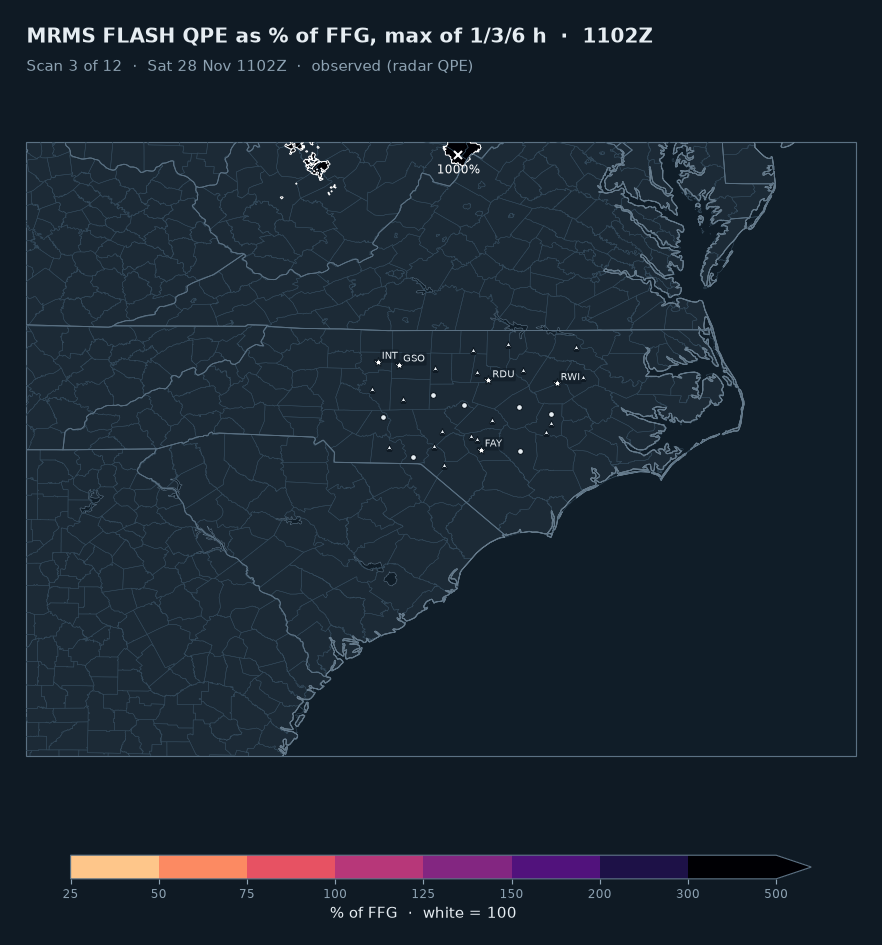 MRMS FLASH QPE as % of FFG, max of 1/3/6 h · 1102Z
Scan 3 of 12 · Sat 28 Nov 1102Z · observed (radar QPE)
1000%
INT GSO
RDU
RWI
FAY
25 50 75 100 125 150 200 300 500
% of FFG · white = 100